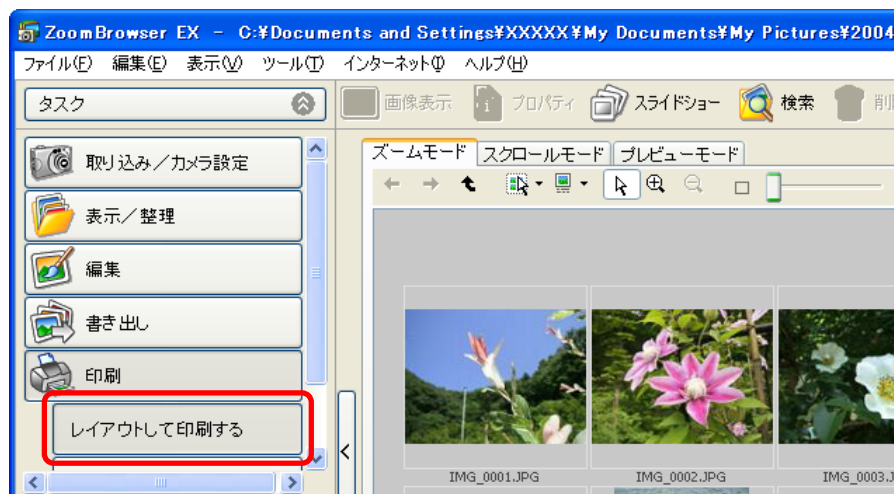 ZoomBrowser EX - C:¥Documents and Settings¥XXXXX¥My Documents¥My Pictures¥2004
ファイル(F) 編集(E) 表示(V) ツール(T) インターネット(I) ヘルプ(H)
タスク
画像表示 プロパティ スライドショー 検索
取り込み／カメラ設定
表示／整理
編集
書き出し
印刷
レイアウトして印刷する
ズームモード スクロールモード プレビューモード
IMG_0001.JPG IMG_0002.JPG IMG_0003.J